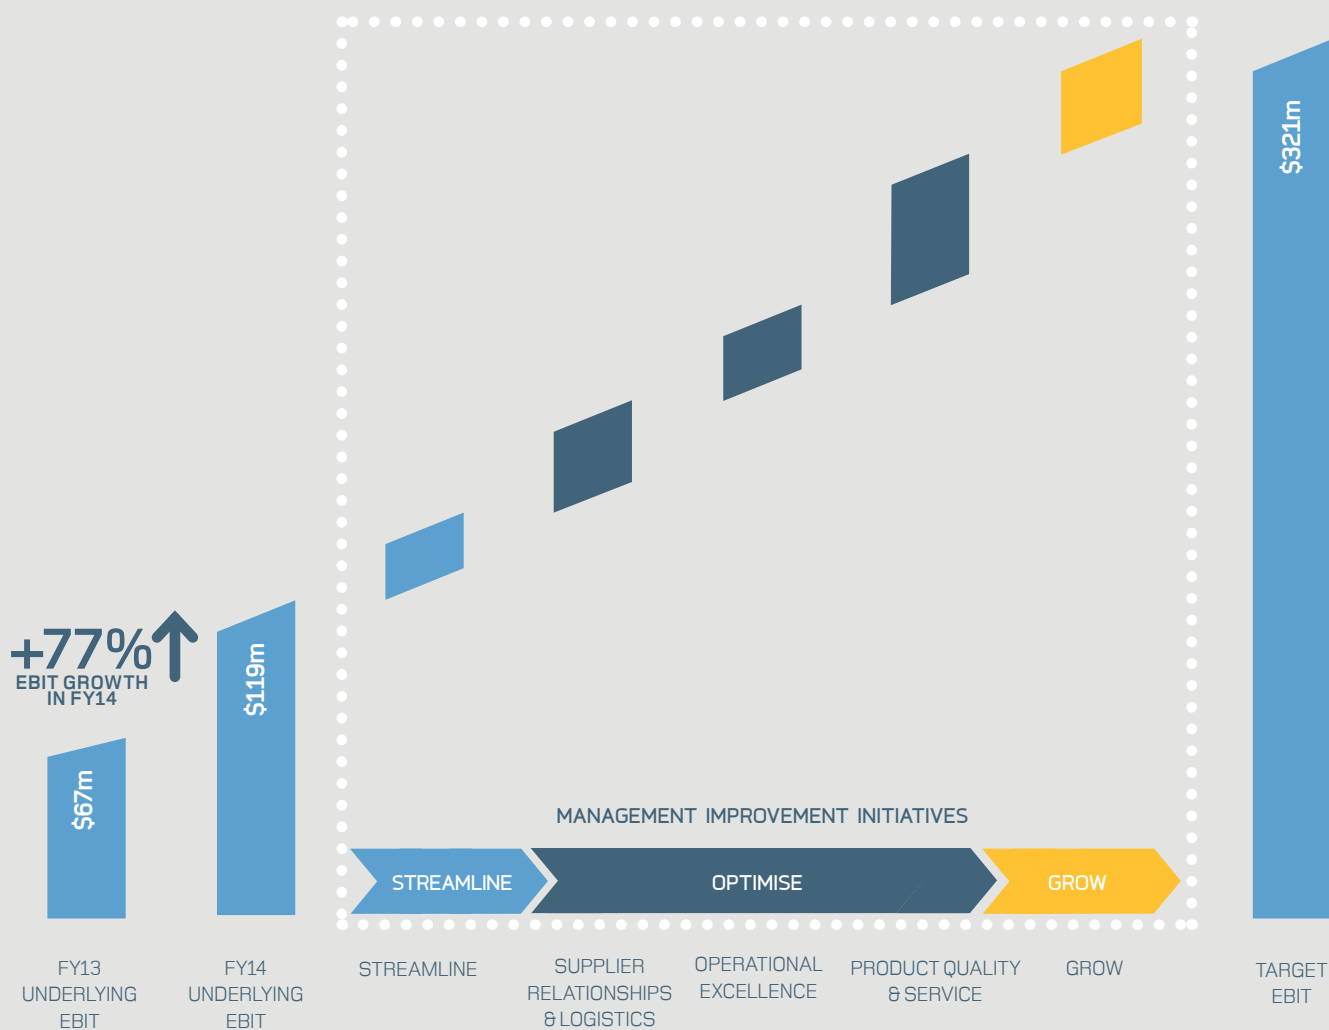 +77%
EBIT GROWTH
IN FY14
$67m
$119m
$321m
MANAGEMENT IMPROVEMENT INITIATIVES
STREAMLINE
OPTIMISE
GROW
FY13
UNDERLYING
EBIT
FY14
UNDERLYING
EBIT
STREAMLINE
SUPPLIER
RELATIONSHIPS
& LOGISTICS
OPERATIONAL
EXCELLENCE
PRODUCT QUALITY
& SERVICE
GROW
TARGET
EBIT